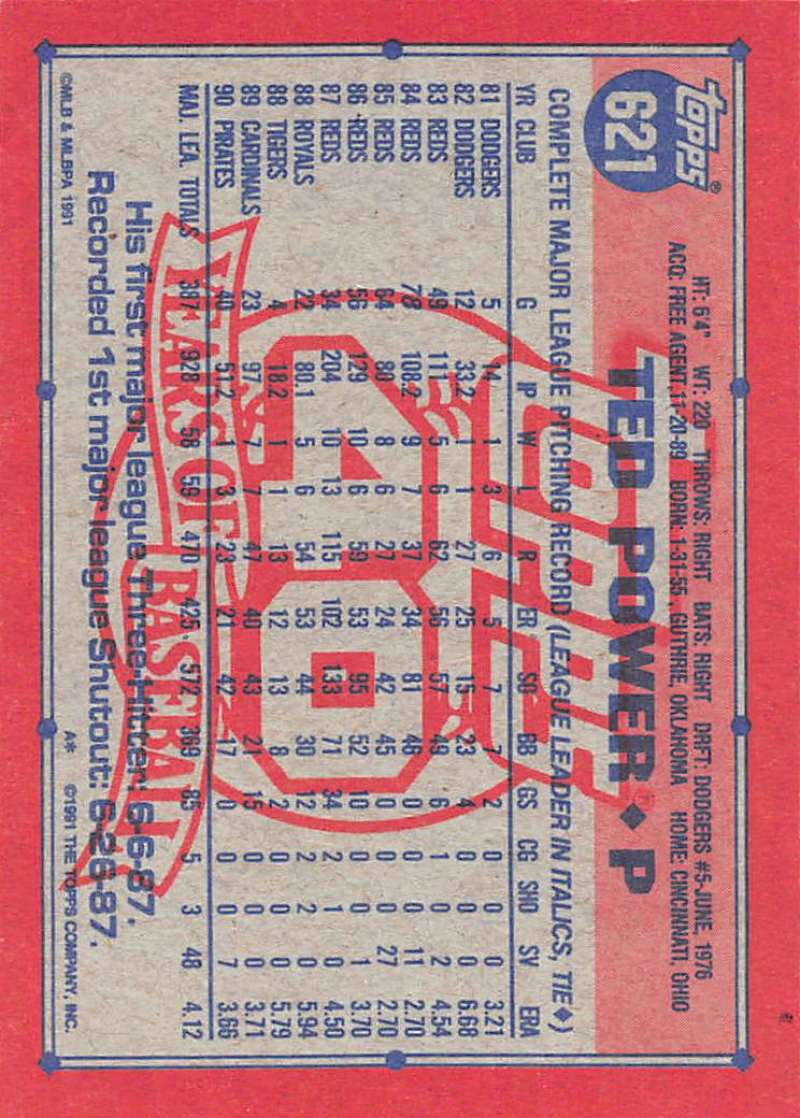 TOPPS®
621
HT: 6'4" WT: 220 THROWS: RIGHT BATS: RIGHT DRFT: DODGERS #5-JUNE, 1976
ACQ: FREE AGENT, 11-20-89 BORN: 1-31-55, GUTHRIE, OKLAHOMA HOME: CINCINNATI, OHIO
TED POWER ◆ P
COMPLETE MAJOR LEAGUE PITCHING RECORD (LEAGUE LEADER IN ITALICS, TIE◆)
YR CLUB G IP W L R ER SO BB GS CG SHO SV ERA
81 DODGERS 5 14 1 3 6 5 7 7 2 0 0 0 3.21
82 DODGERS 12 33.2 1 1 27 25 15 23 4 0 0 0 6.68
83 REDS 49 111 5 6 62 56 57 49 6 1 0 2 4.54
84 REDS 78 108.2 9 7 37 34 81 46 0 0 0 11 2.70
85 REDS 64 80 8 6 27 24 42 45 0 0 0 27 2.70
86 REDS 56 129 10 6 59 53 95 52 10 0 0 1 3.70
87 REDS 34 204 10 13 115 102 133 71 34 2 1 0 4.50
88 ROYALS 22 80.1 5 6 54 53 44 30 12 2 2 0 5.94
88 TIGERS 4 18.2 1 1 13 12 13 8 2 0 0 0 5.79
89 CARDINALS 23 97 7 7 47 40 43 21 15 0 0 0 3.71
90 PIRATES 40 51.2 1 3 23 21 42 17 0 0 0 7 3.66
MAJ. LEA. TOTALS 387 928 58 59 470 425 572 369 85 5 3 48 4.12
TOPPS®
40
YEARS OF BASEBALL
His first major league Three-Hitter: 6-6-87.
Recorded 1st major league Shutout: 6-26-87.
©MLB & MLBPA 1991
A* ©1991 THE TOPPS COMPANY, INC.